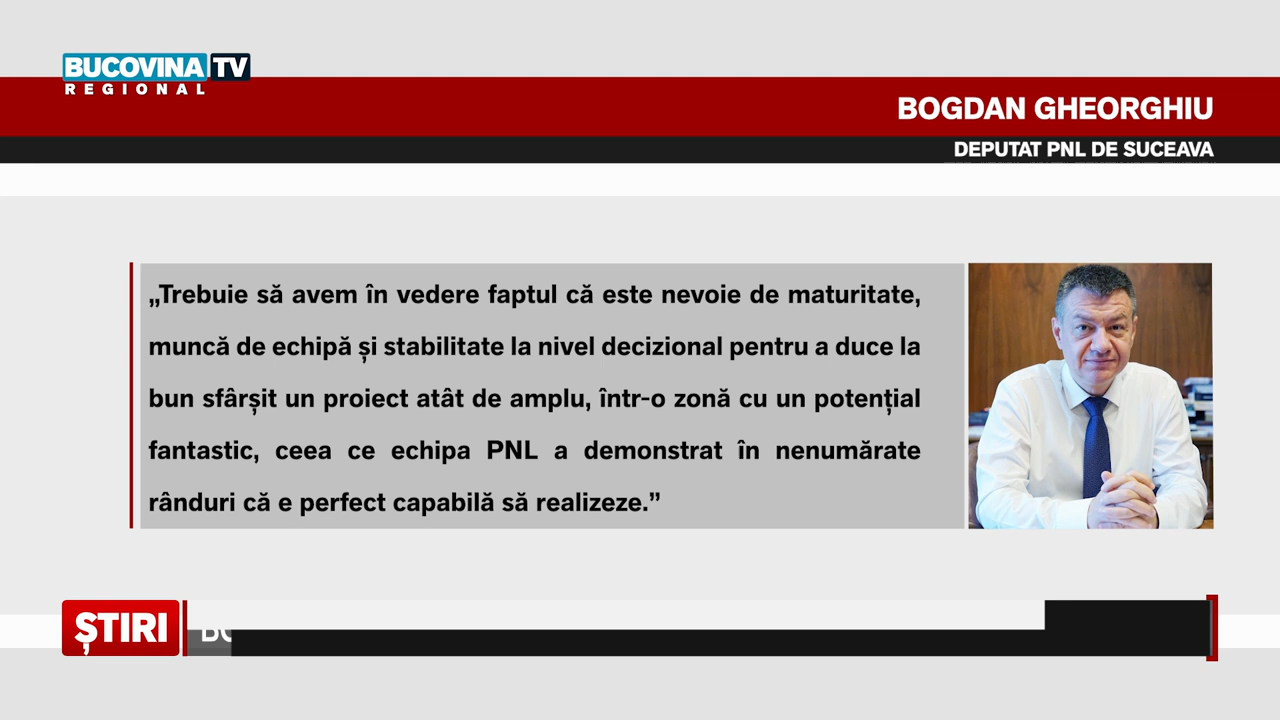 BUCOVINA TV
REGIONAL
BOGDAN GHEORGHIU
DEPUTAT PNL DE SUCEAVA
„Trebuie să avem în vedere faptul că este nevoie de maturitate,
muncă de echipă și stabilitate la nivel decizional pentru a duce la
bun sfârșit un proiect atât de amplu, într-o zonă cu un potențial
fantastic, ceea ce echipa PNL a demonstrat în nenumărate
rânduri că e perfect capabilă să realizeze.”
ȘTIRI